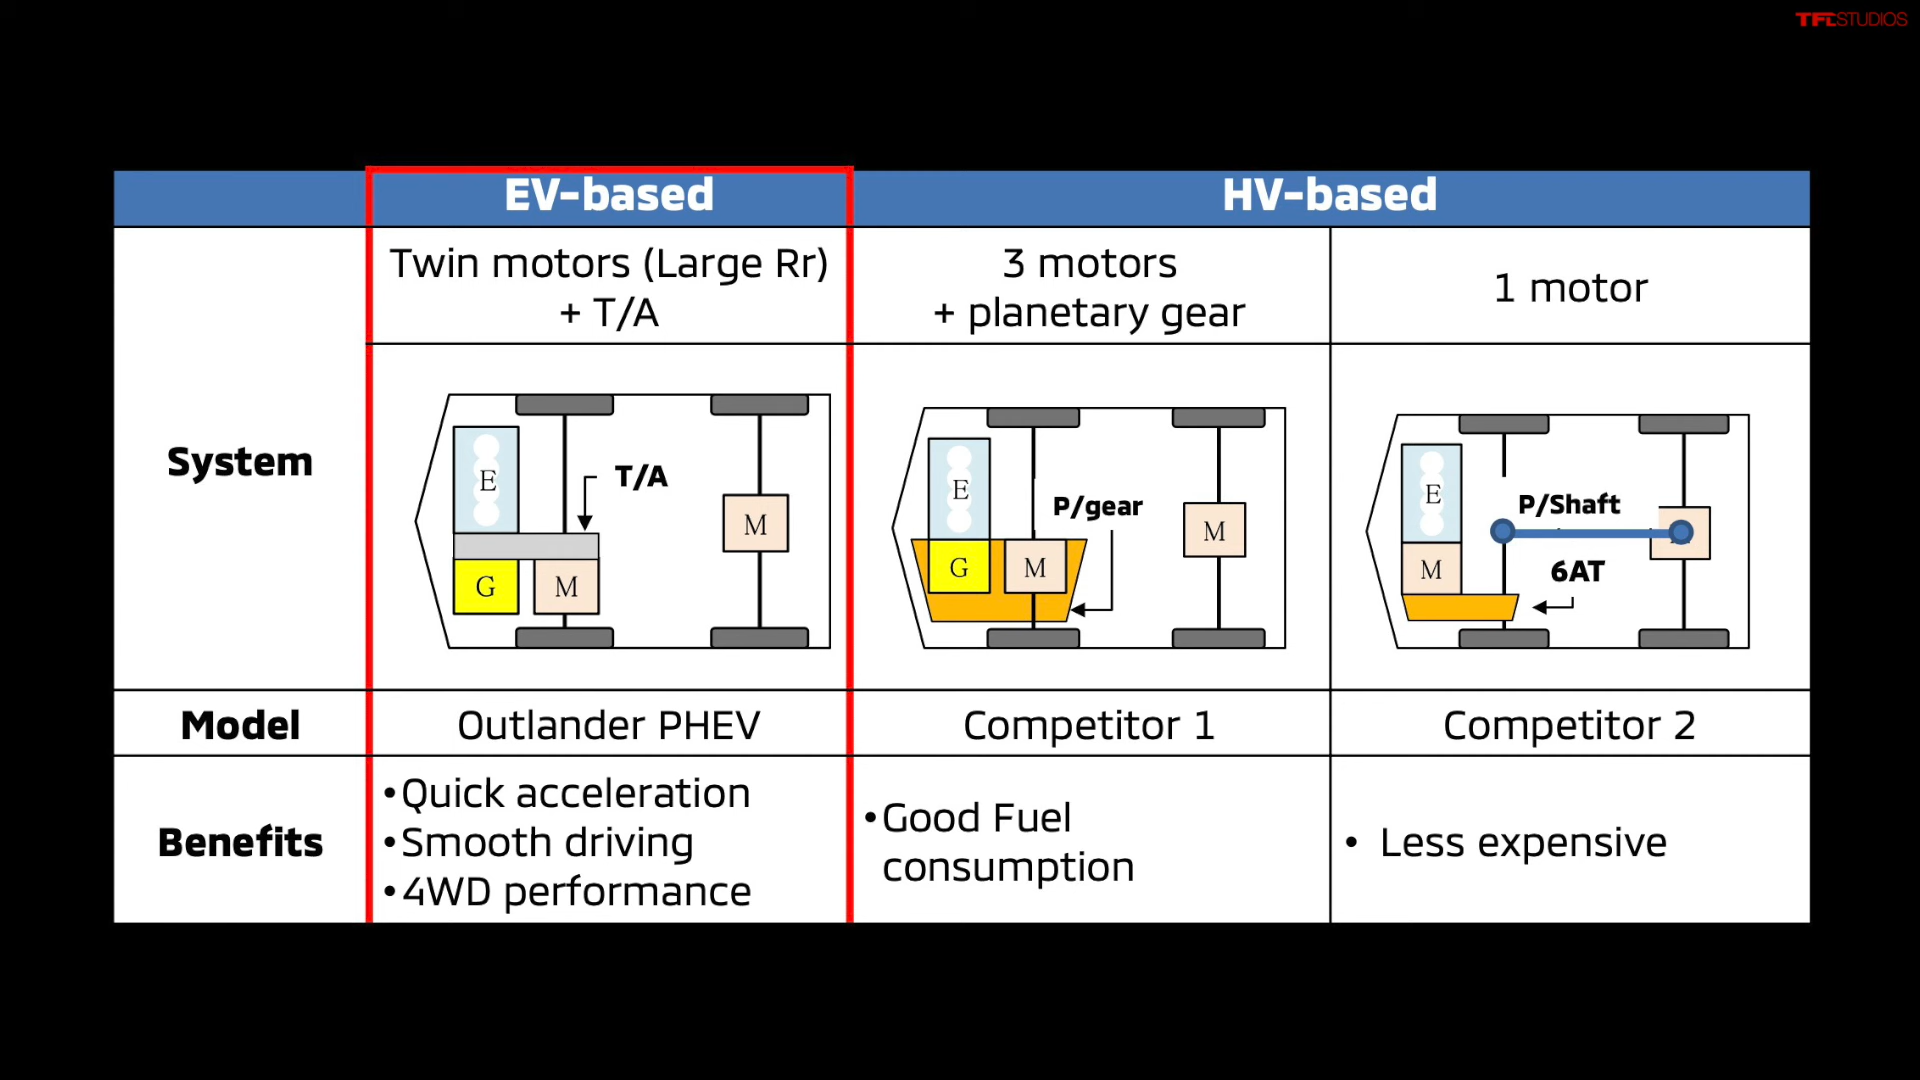 TFLSTUDIOS
EV-based
HV-based
System
Twin motors (Large Rr)
+ T/A
3 motors
+ planetary gear
1 motor
E
T/A
M
G
M
E
P/gear
M
G
M
E
P/Shaft
M
6AT
Model
Outlander PHEV
Competitor 1
Competitor 2
Benefits
•Quick acceleration
•Smooth driving
•4WD performance
•Good Fuel
consumption
• Less expensive